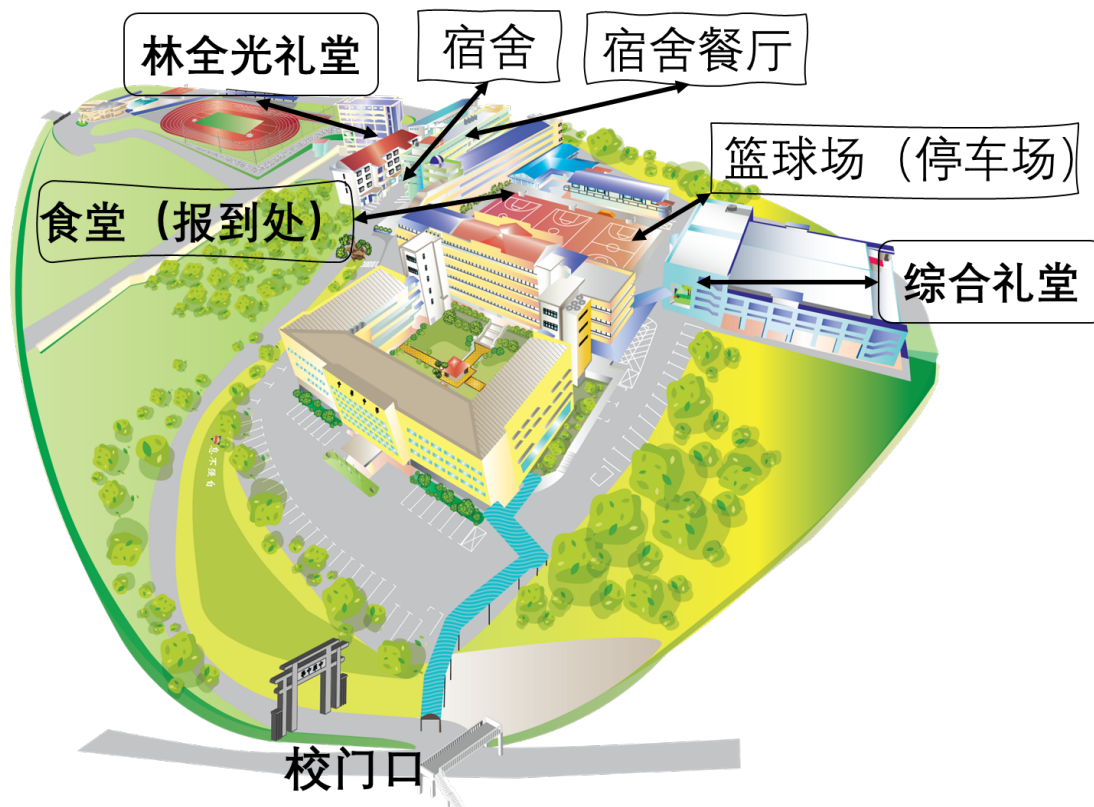 林全光礼堂
宿舍
宿舍餐厅
篮球场（停车场）
食堂（报到处）
综合礼堂
校门口